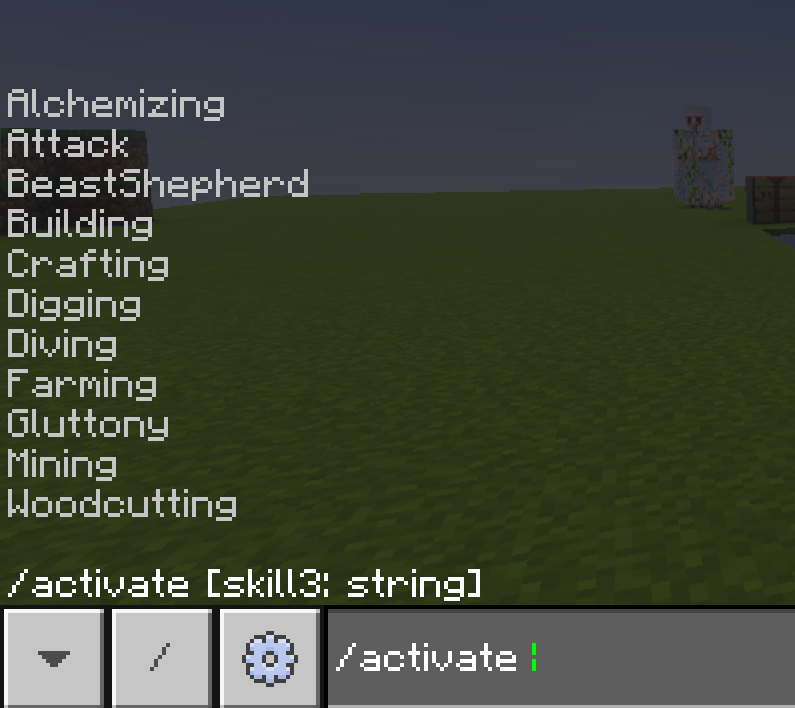 Alchemizing
Attack
BeastShepherd
Building
Crafting
Digging
Diving
Farming
Gluttony
Mining
Woodcutting
/activate [skill3: string]
/
/activate